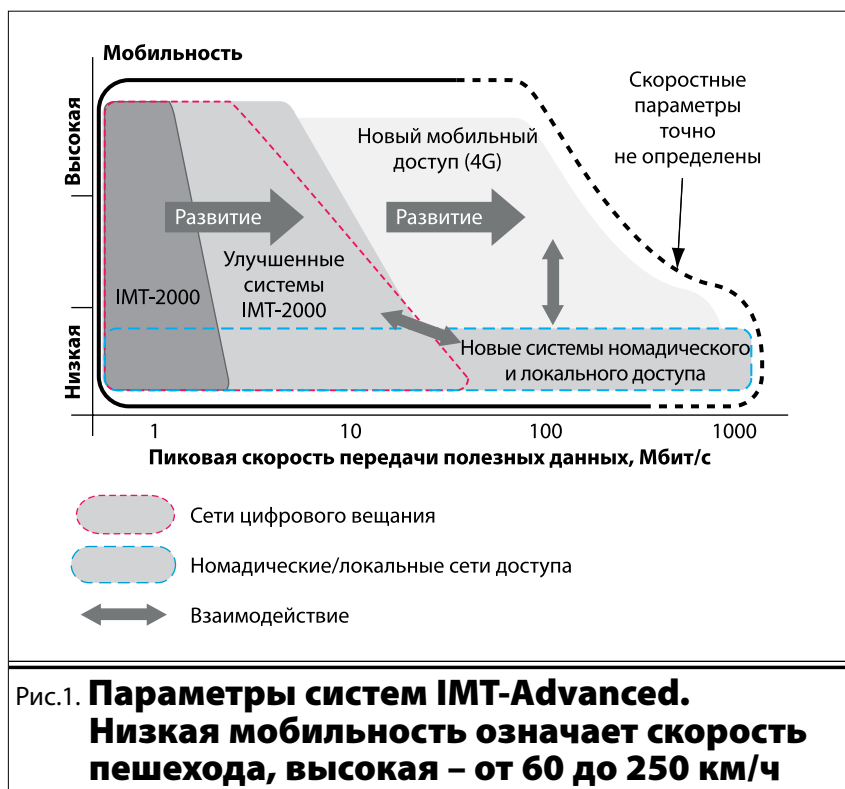 Мобильность
Высокая
Низкая
Скоростные
параметры
точно
не определены
Новый мобильный
доступ (4G)
Развитие
Развитие
Улучшенные
системы
IMT-2000
IMT-2000
Новые системы номадического
и локального доступа
1
10
100
1000
Пиковая скорость передачи полезных данных, Мбит/с
Сети цифрового вещания
Номадические/локальные сети доступа
Взаимодействие
Рис.1. Параметры систем IMT-Advanced.
Низкая мобильность означает скорость
пешехода, высокая – от 60 до 250 км/ч